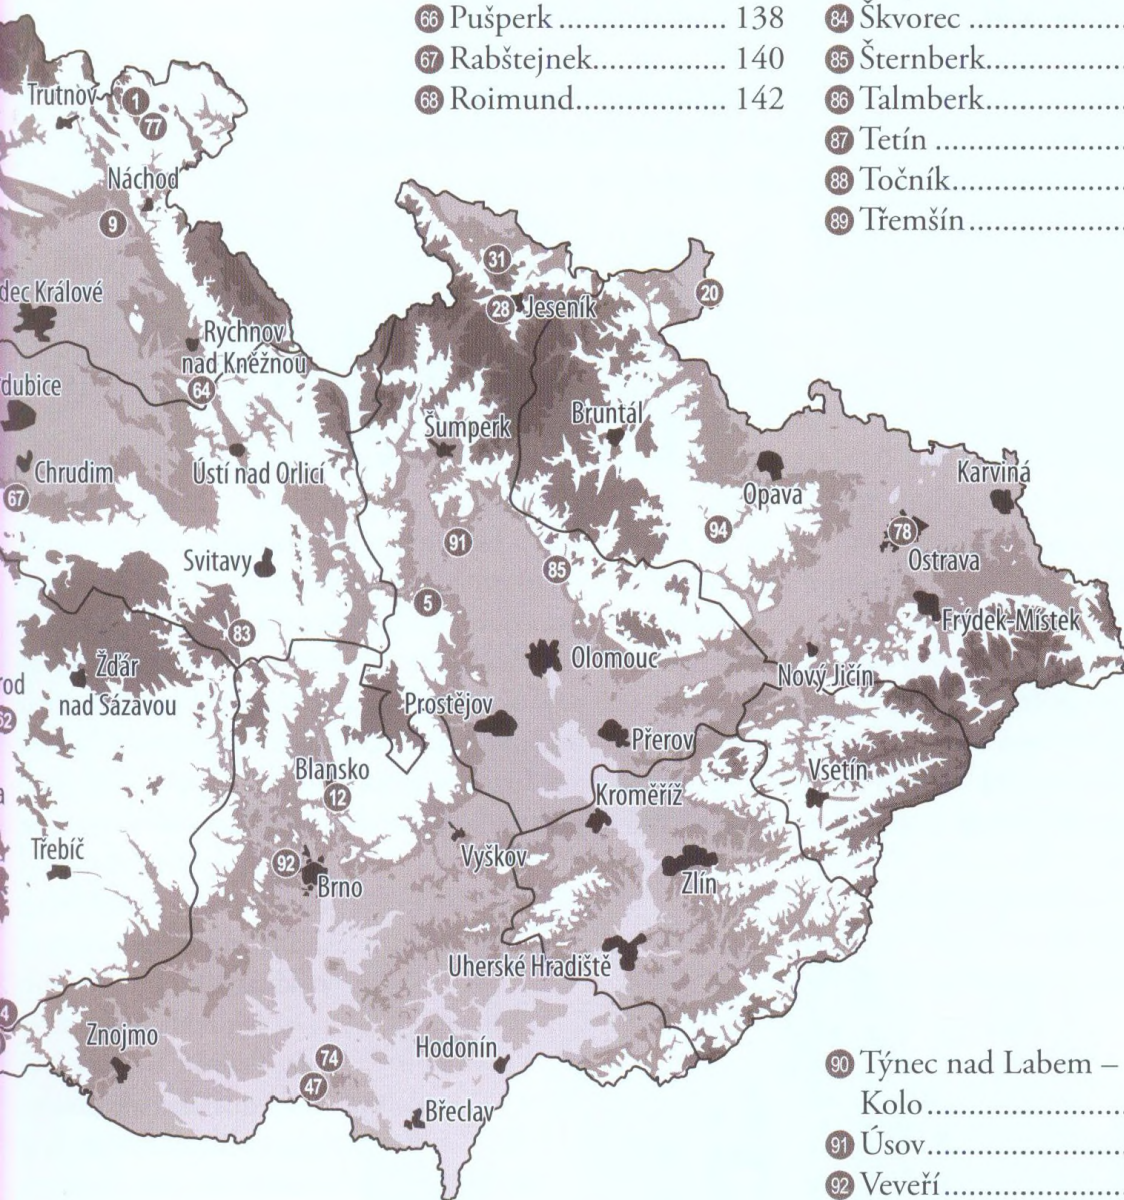 66 Pušperk .................. 138
67 Rabštejnek................ 140
68 Roimund.................. 142
84 Škvorec ....................
85 Šternberk..................
86 Talmberk..................
87 Tetín ........................
88 Točník......................
89 Třemšín....................
Trutnov
1
77
Náchod
9
31
20
dec Králové
28
Jeseník
Rychnov
nad Kněžnou
64
dubice
Šumperk
Bruntál
Chrudim
Ústí nad Orlicí
Karviná
67
Opava
91
94
78
Svitavy
85
Ostrava
5
Frýdek-Místek
83
Žďár
nad Sázavou
Olomouc
Nový Jičín
rod
62
Prostějov
Přerov
Blansko
12
Vsetín
Kroměříž
Třebíč
92
Brno
Vyškov
Zlín
Uherské Hradiště
4
Znojmo
74
Hodonín
47
Břeclav
90 Týnec nad Labem –
Kolo.........................
91 Úsov.........................
92 Veveří.......................